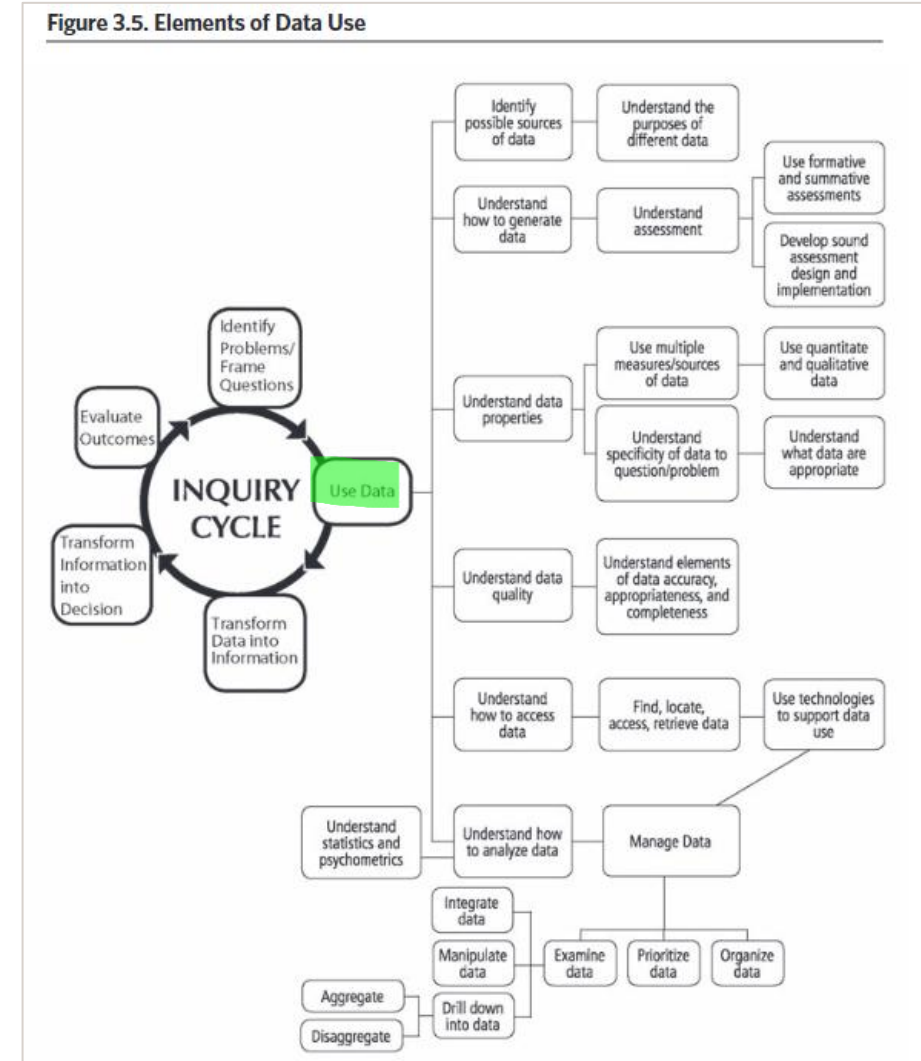 Figure 3.5. Elements of Data Use
Identify
possible sources
of data
Understand the
purposes of
different data
Understand
how to generate
data
Understand
assessment
Use formative
and summative
assessments
Develop sound
assessment
design and
implementation
Identify
Problems/
Frame
Questions
Evaluate
Outcomes
INQUIRY
CYCLE
Use Data
Transform
Information
into
Decision
Transform
Data into
Information
Understand data
properties
Use multiple
measures/sources
of data
Use quantitate
and qualitative
data
Understand
specificity of data to
question/problem
Understand
what data are
appropriate
Understand data
quality
Understand elements
of data accuracy,
appropriateness, and
completeness
Understand
how to access
data
Find, locate,
access, retrieve data
Use technologies
to support data
use
Understand
statistics and
psychometrics
Understand how
to analyze data
Manage Data
Integrate
data
Manipulate
data
Drill down
into data
Examine
data
Prioritize
data
Organize
data
Aggregate
Disaggregate